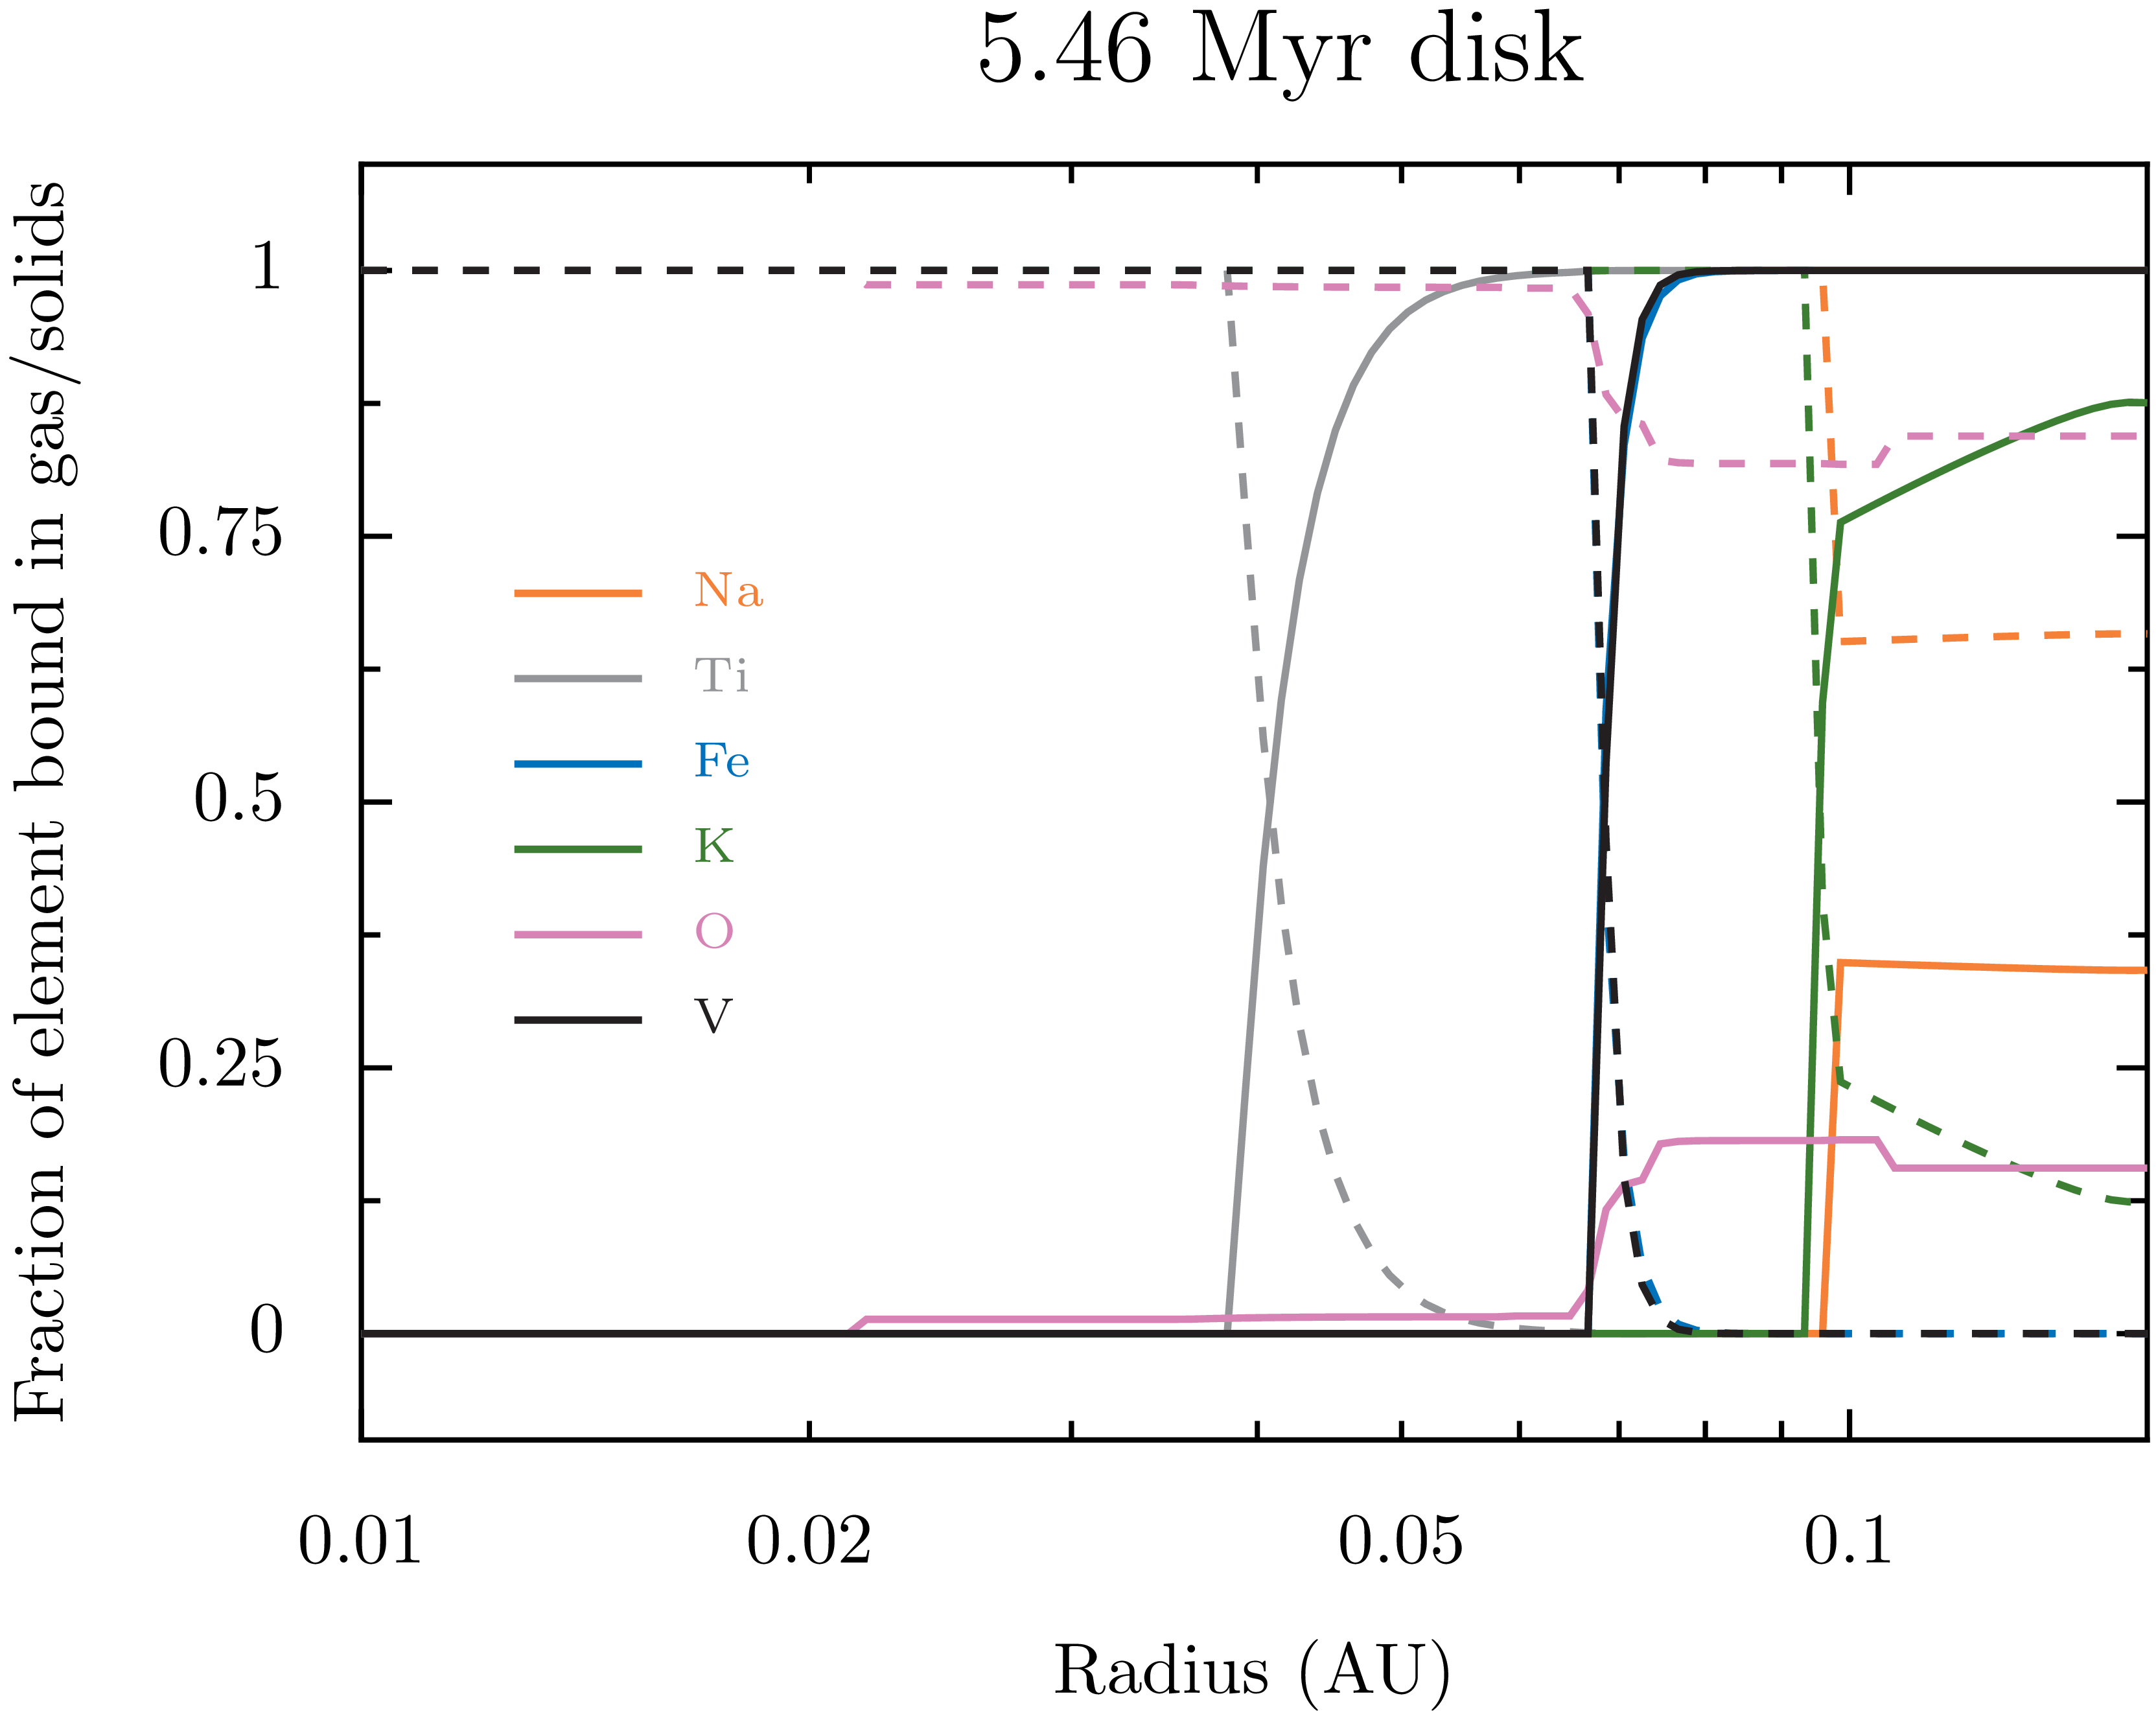 5.46 Myr disk
Fraction of element bound in gas/solids
1
0.75
0.5
0.25
0
Na
Ti
Fe
K
O
V
0.01 0.02 0.05 0.1
Radius (AU)